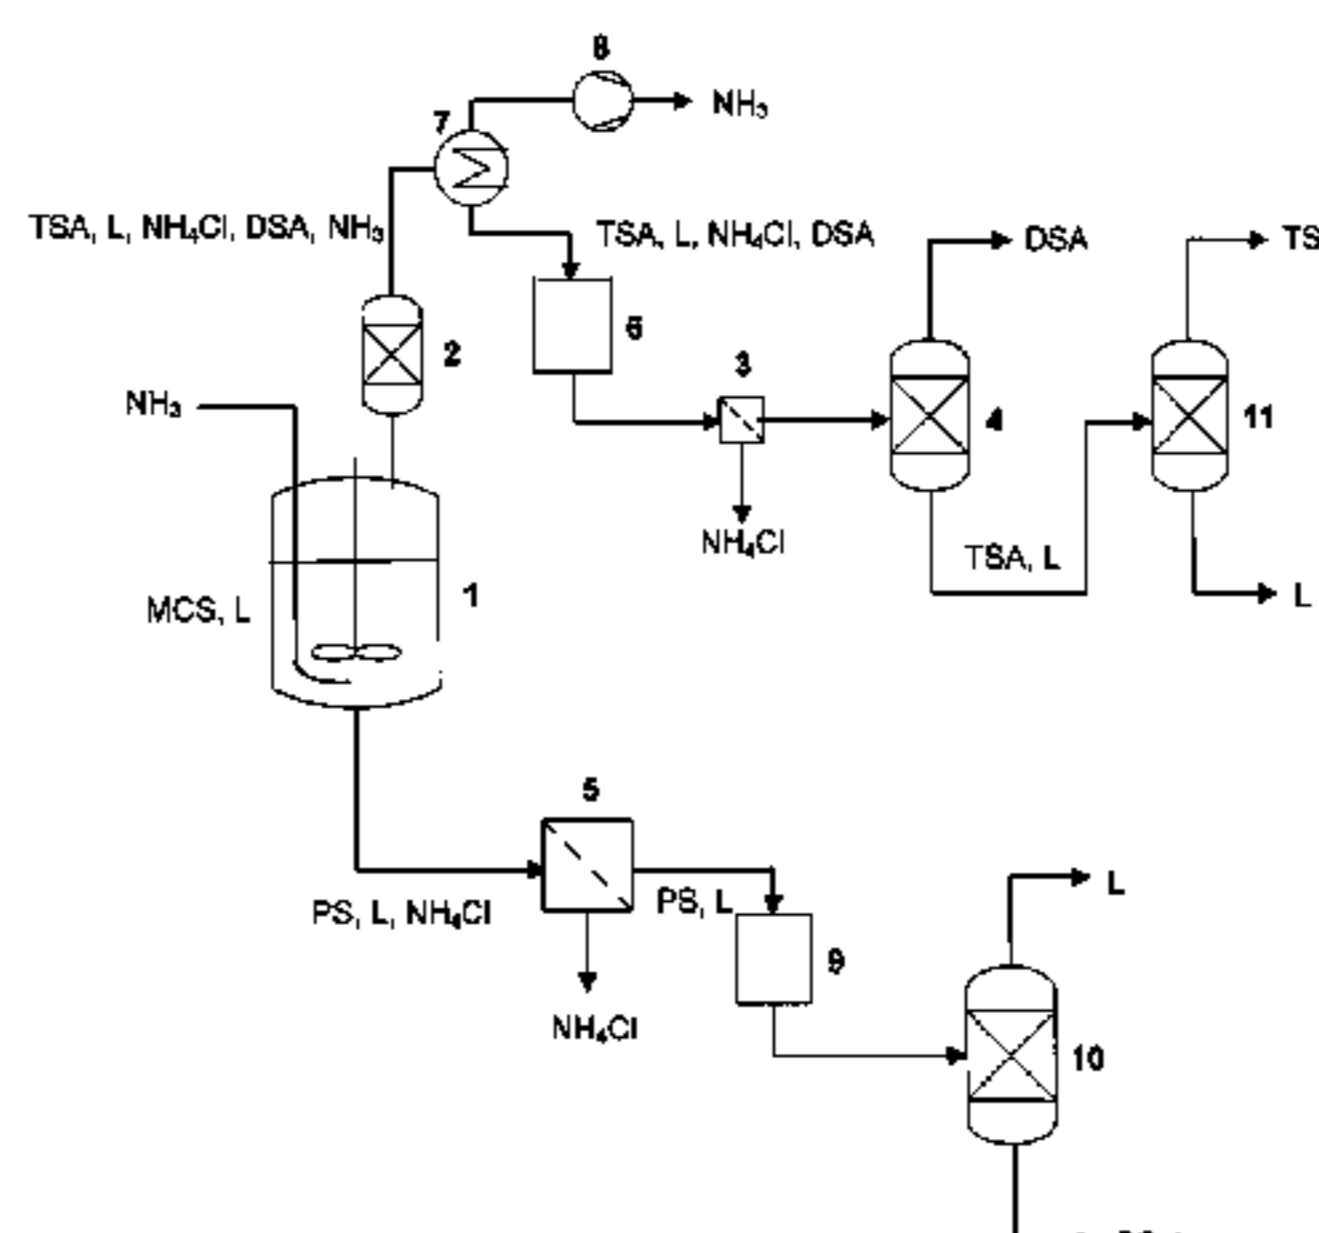 8
NH₃
7
TSA, L, NH₄Cl, DSA, NH₃
TSA, L, NH₄Cl, DSA
DSA
TS
6
2
3
NH₃
4
11
NH₄Cl
TSA, L
1
MCS, L
L
5
PS, L
L
PS, L, NH₄Cl
9
NH₄Cl
10